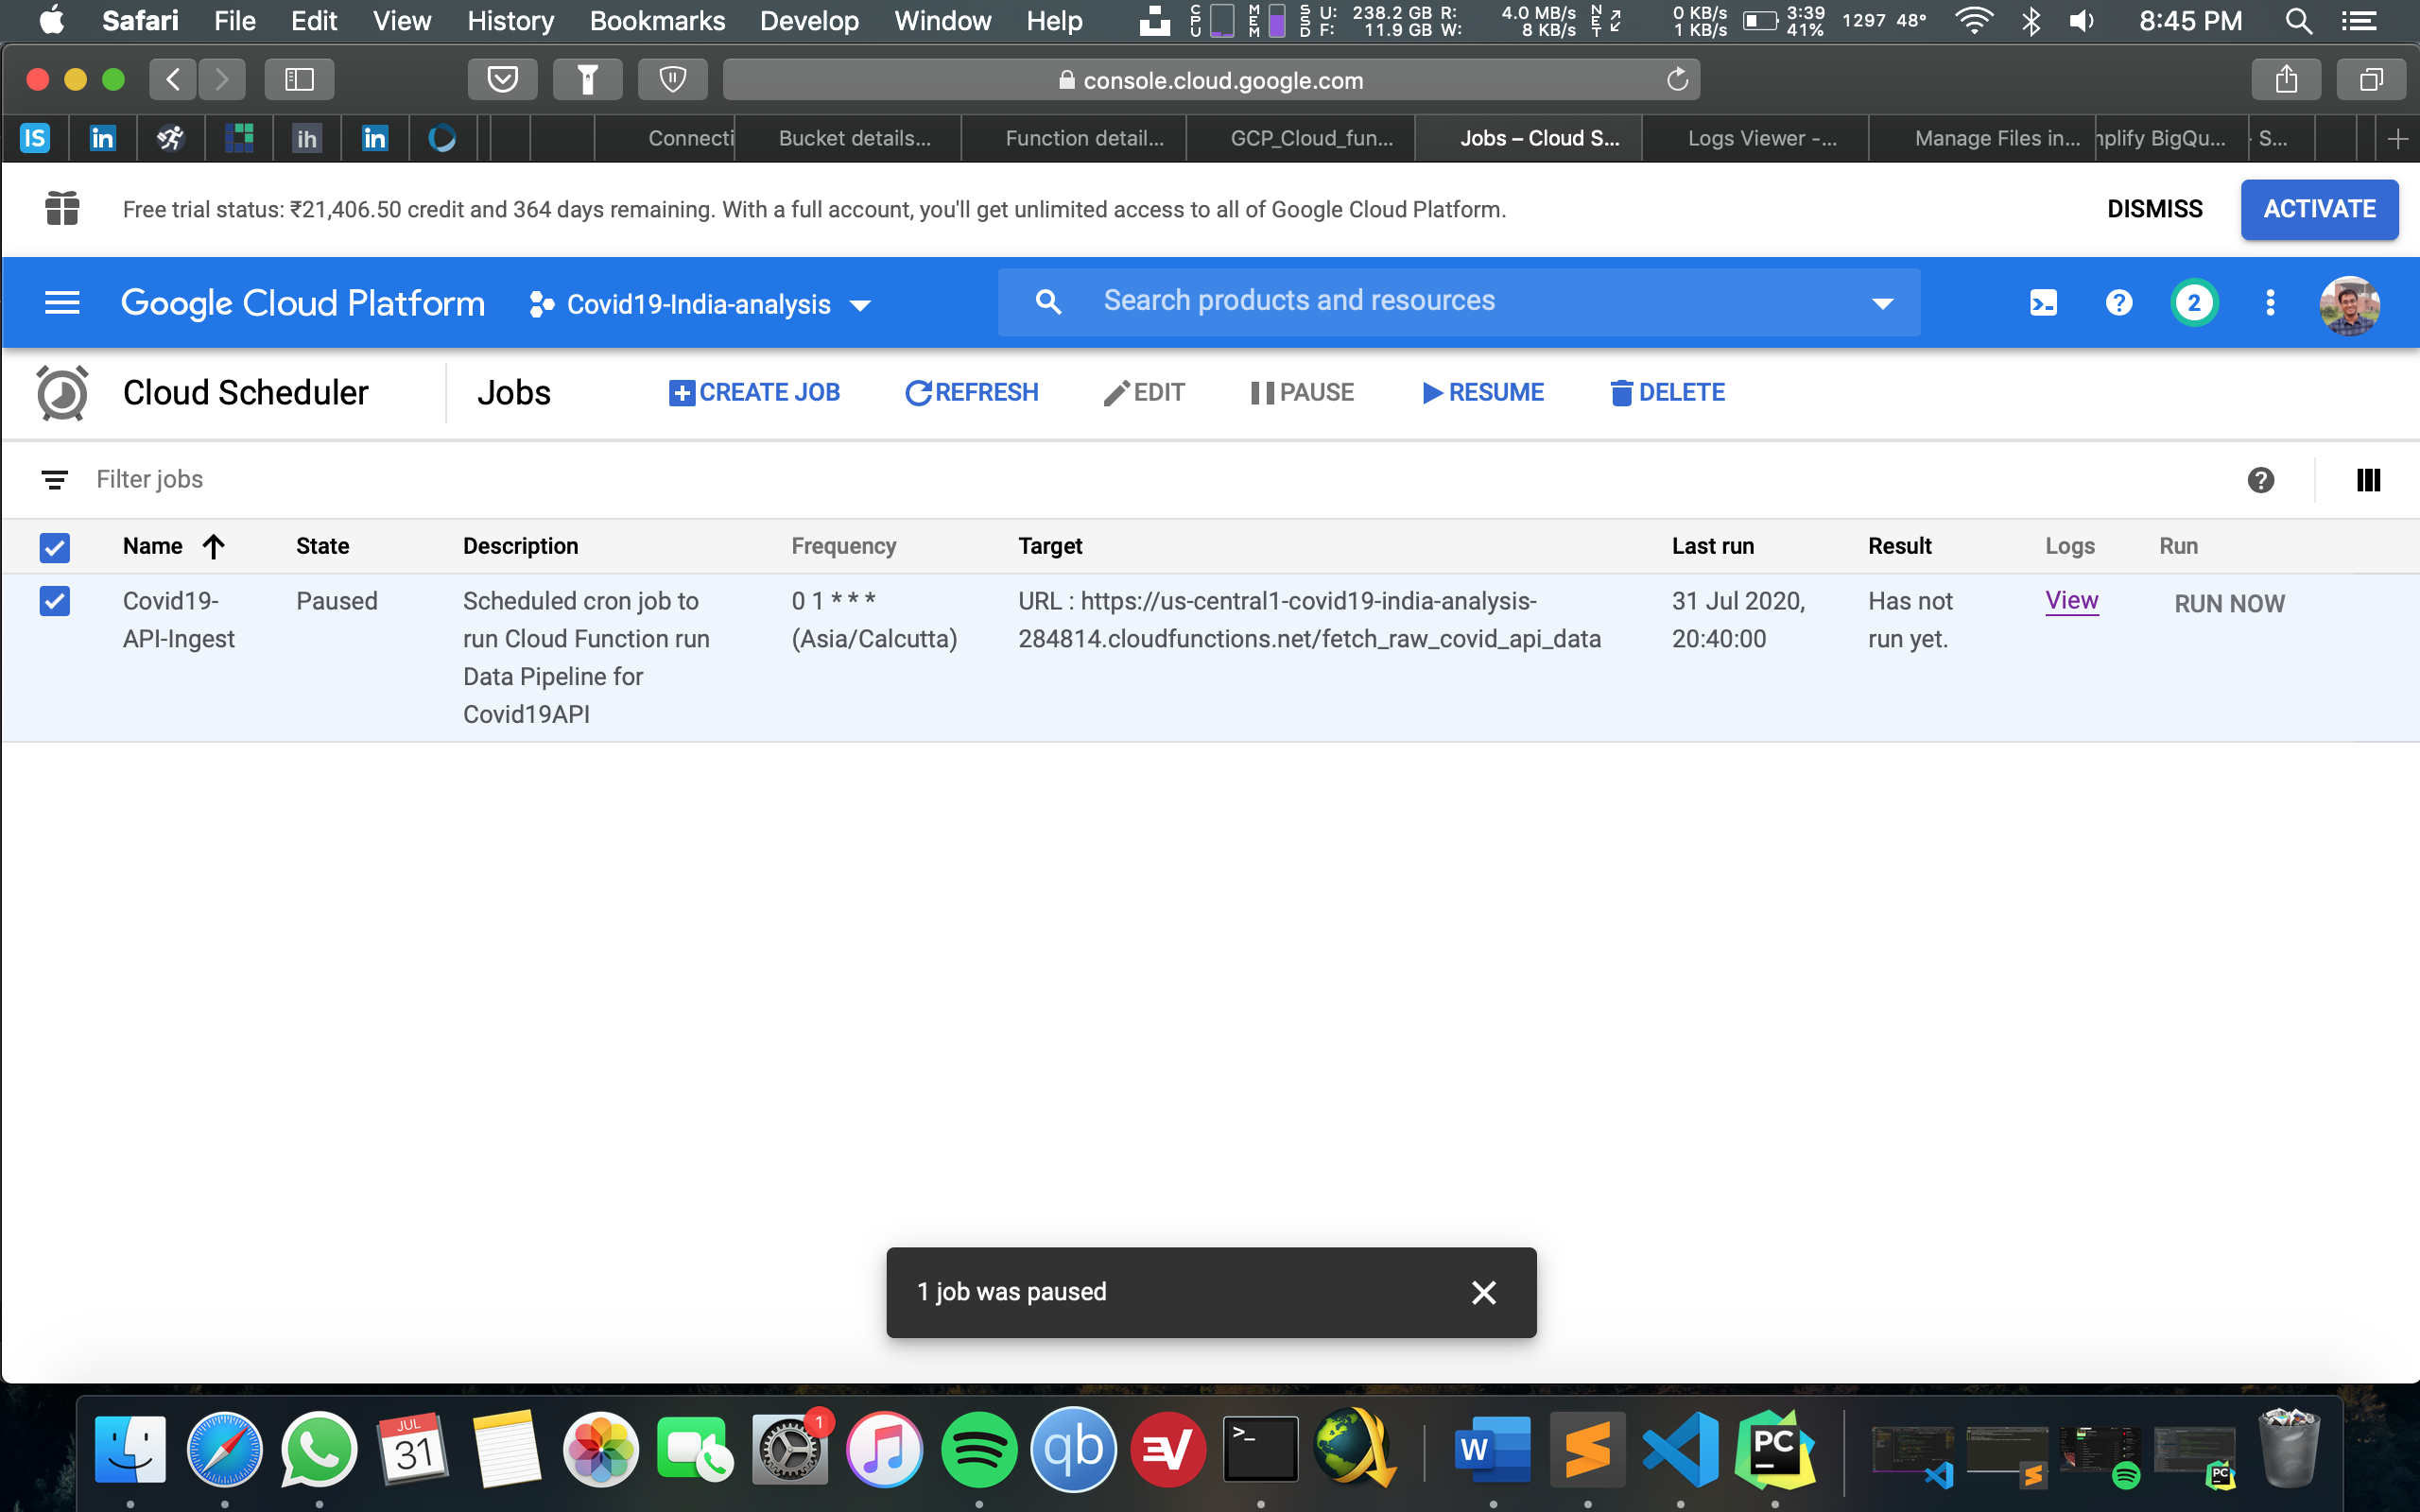 Safari File Edit View History Bookmarks Develop Window Help CPU MEM SSD U: 238.2 GB R: 4.0 MB/s NET 0 KB/s 3:39 1297 48° 8:45 PM
F: 11.9 GB W: 8 KB/s 1 KB/s 41%
console.cloud.google.com
IS in ih in Connecti Bucket details... Function detail... GCP_Cloud_fun... Jobs – Cloud S... Logs Viewer -... Manage Files in... nplify BigQu... S...
Free trial status: ₹21,406.50 credit and 364 days remaining. With a full account, you'll get unlimited access to all of Google Cloud Platform. DISMISS ACTIVATE
Google Cloud Platform Covid19-India-analysis Search products and resources 2
Cloud Scheduler Jobs CREATE JOB REFRESH EDIT PAUSE RESUME DELETE
Filter jobs
Name State Description Frequency Target Last run Result Logs Run
Covid19- Paused Scheduled cron job to 0 1 * * * URL : https://us-central1-covid19-india-analysis- 31 Jul 2020, Has not View RUN NOW
API-Ingest run Cloud Function run (Asia/Calcutta) 284814.cloudfunctions.net/fetch_raw_covid_api_data 20:40:00 run yet.
Data Pipeline for
Covid19API
1 job was paused
JUL 1
31 qb W PC PC